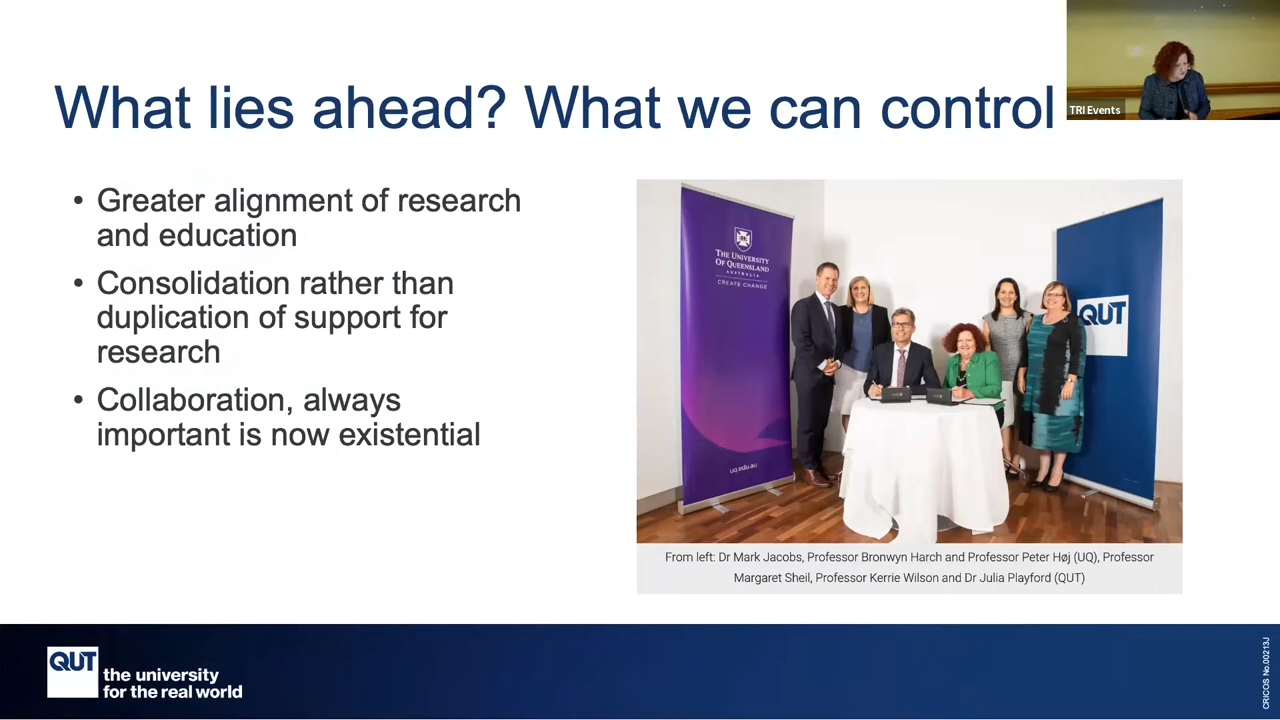 What lies ahead? What we can control
TRI Events
• Greater alignment of research
and education
• Consolidation rather than
duplication of support for
research
• Collaboration, always
important is now existential
THE UNIVERSITY
OF QUEENSLAND
AUSTRALIA
CREATE CHANGE
uq.edu.au
QUT
From left: Dr Mark Jacobs, Professor Bronwyn Harch and Professor Peter Høj (UQ), Professor
Margaret Sheil, Professor Kerrie Wilson and Dr Julia Playford (QUT)
QUT
the university
for the real world
CRICOS No.00213J